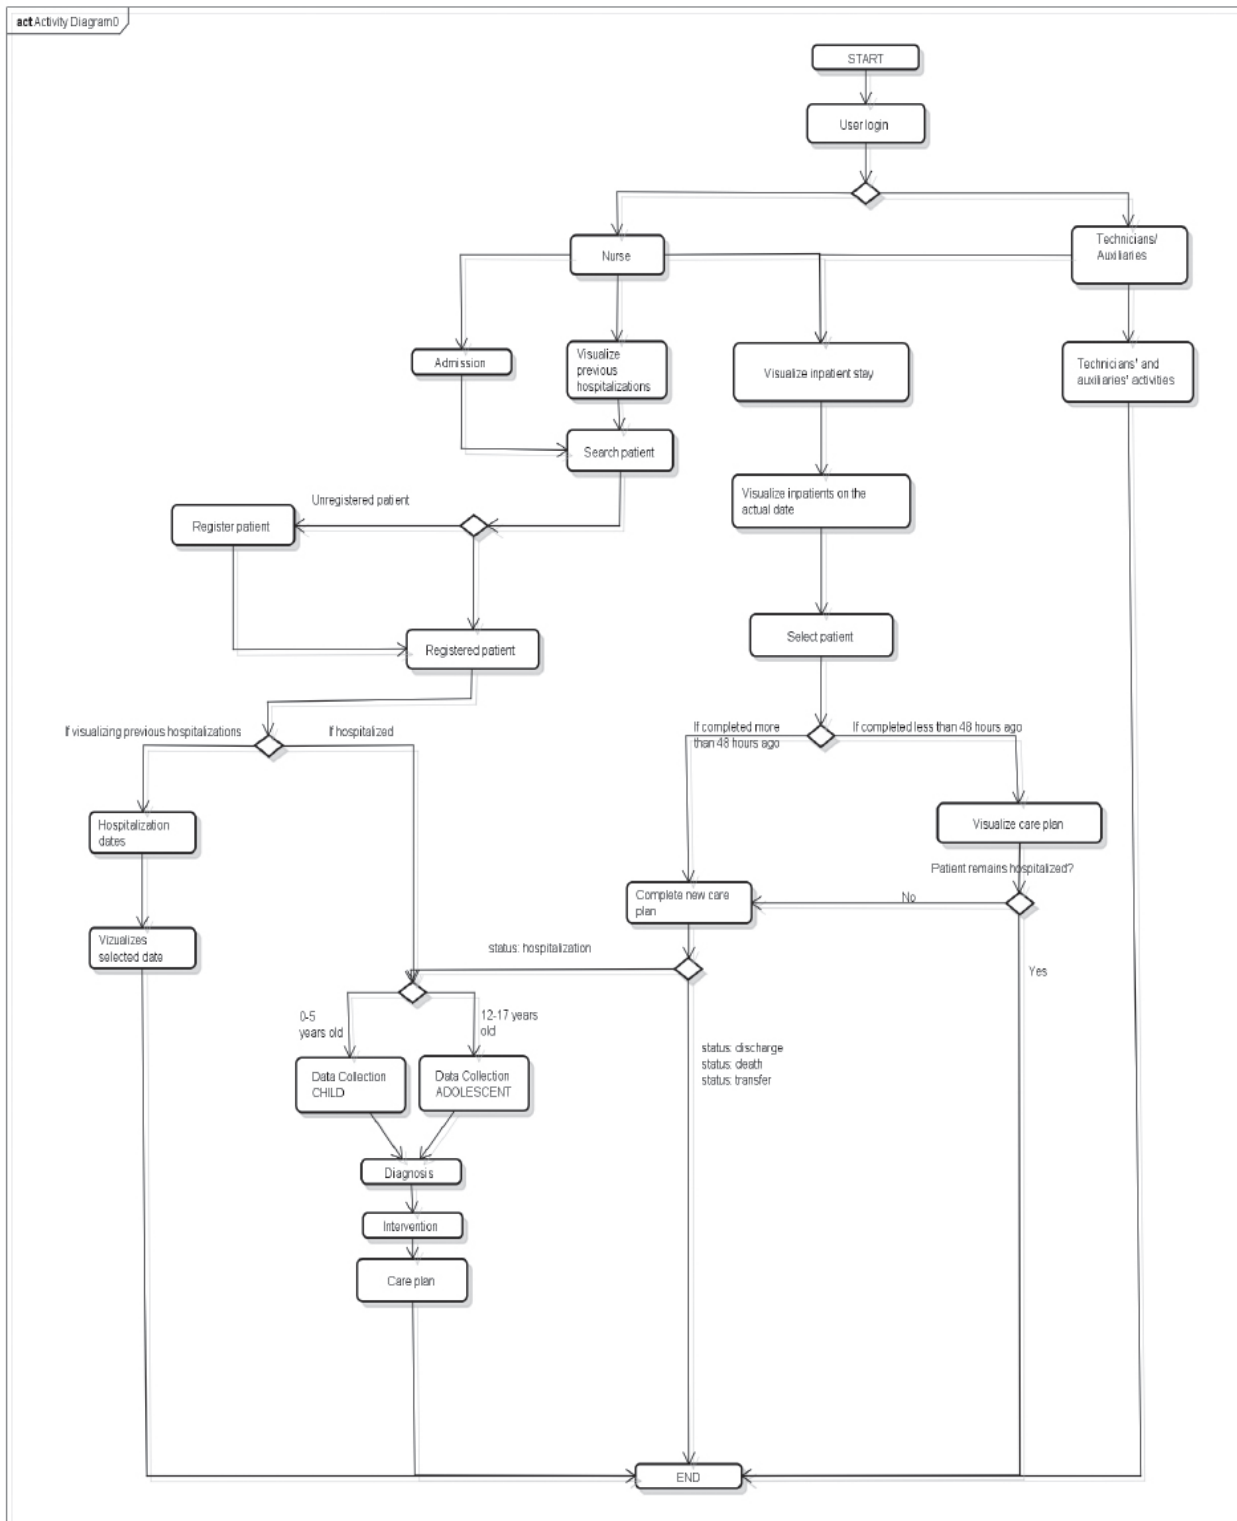 act Activity Diagram0
START
User login
Nurse
Technicians/
Auxiliaries
Admission
Visualize
previous
hospitalizations
Visualize inpatient stay
Technicians' and
auxiliaries' activities
Search patient
Unregistered patient
Register patient
Visualize inpatients on the
actual date
Select patient
Registered patient
If visualizing previous hospitalizations
If hospitalized
If completed more
than 48 hours ago
If completed less than 48 hours ago
Hospitalization
dates
Visualize care plan
Patient remains hospitalized?
Complete new care
plan
No
Vizualizes
selected date
status: hospitalization
Yes
0-5
years old
12-17 years
old
status: discharge
status: death
status: transfer
Data Collection
CHILD
Data Collection
ADOLESCENT
Diagnosis
Intervention
Care plan
END